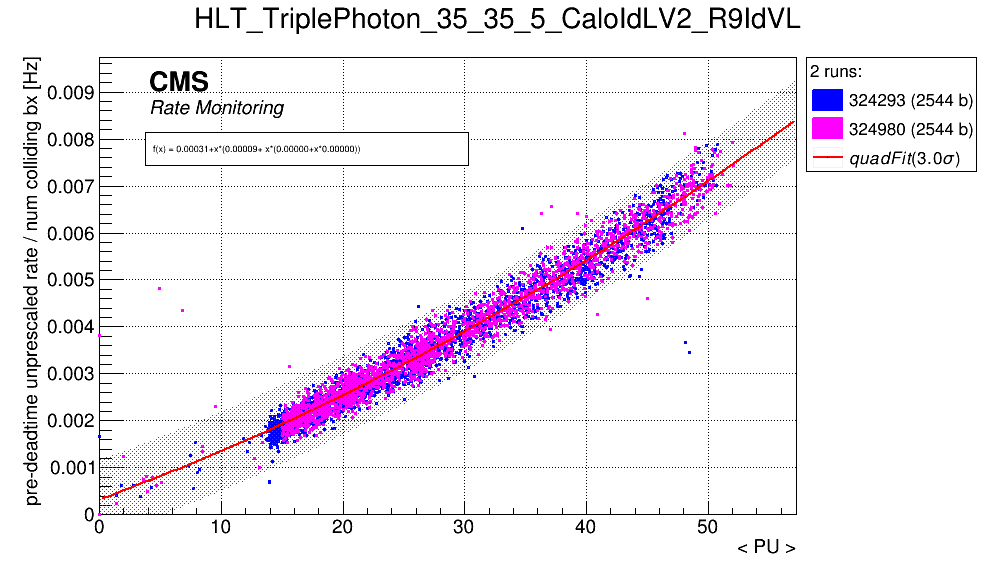 HLT_TriplePhoton_35_35_5_CaloIdLV2_R9IdVL
pre-deadtime unprescaled rate / num colliding bx [Hz]
0.009
0.008
0.007
0.006
0.005
0.004
0.003
0.002
0.001
0
CMS
Rate Monitoring
f(x) = 0.00031+x*(0.00009+ x*(0.00000+x*0.00000))
2 runs:
324293 (2544 b)
324980 (2544 b)
quadFit(3.0σ)
0 10 20 30 40 50
< PU >